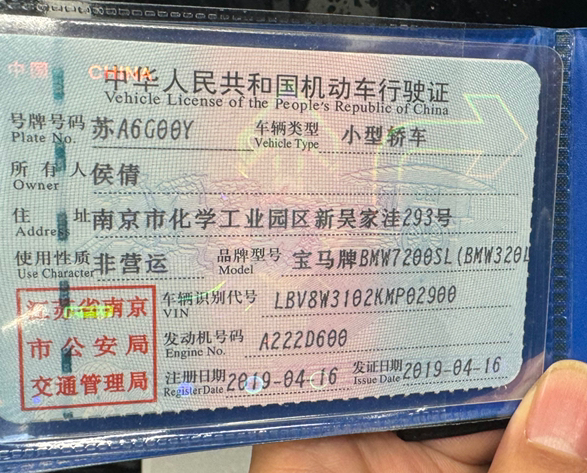 中国 CHINA
中华人民共和国机动车行驶证
Vehicle License of the People's Republic of China
号牌号码 苏A6G00Y 车辆类型 小型轿车
Plate No. Vehicle Type
所有人 侯倩
Owner
住址 南京市化学工业园区新吴家洼293号
Address
使用性质 非营运 品牌型号 宝马牌BMW7200SL(BMW320L
Use Character Model
江苏省南京 车辆识别代号 LBV8W3102KMP02900
VIN
市公安局 发动机号码 A222D600
Engine No.
交通管理局 注册日期 2019-04-16 发证日期 2019-04-16
Register Date Issue Date